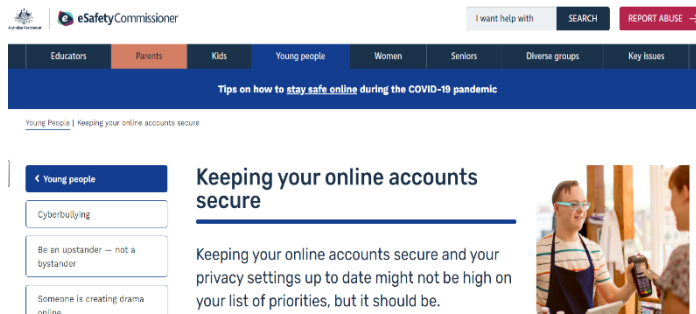 Australian Government
eSafetyCommissioner
I want help with
SEARCH
REPORT ABUSE →
Educators
Parents
Kids
Young people
Women
Seniors
Diverse groups
Key issues
Tips on how to stay safe online during the COVID-19 pandemic
Young People | Keeping your online accounts secure
Young people
Cyberbullying
Be an upstander — not a
bystander
Someone is creating drama
online
Keeping your online accounts
secure
Keeping your online accounts secure and your
privacy settings up to date might not be high on
your list of priorities, but it should be.